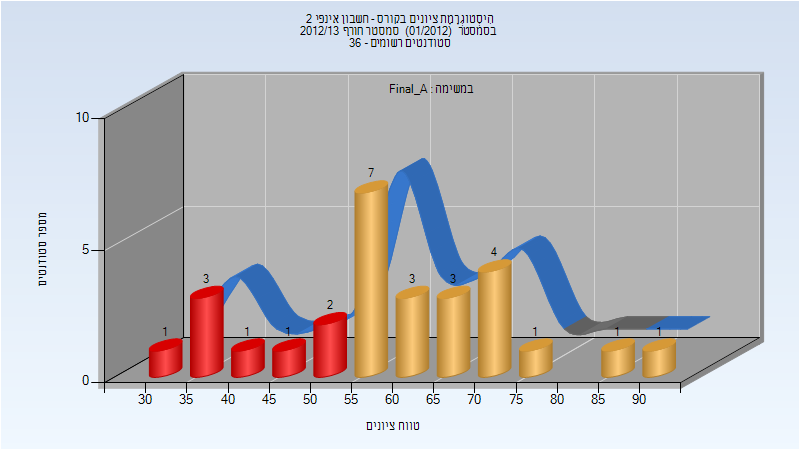 היסטוגרמת ציונים בקורס - חשבון אינפי 2
בסמסטר (01/2012) סמסטר חורף 2012/13
סטודנטים רשומים - 36
במשימה : Final_A
מספר סטודנטים
10
5
0
1
3
1
1
2
7
3
3
4
1
1
1
30 35 40 45 50 55 60 65 70 75 80 85 90
טווח ציונים